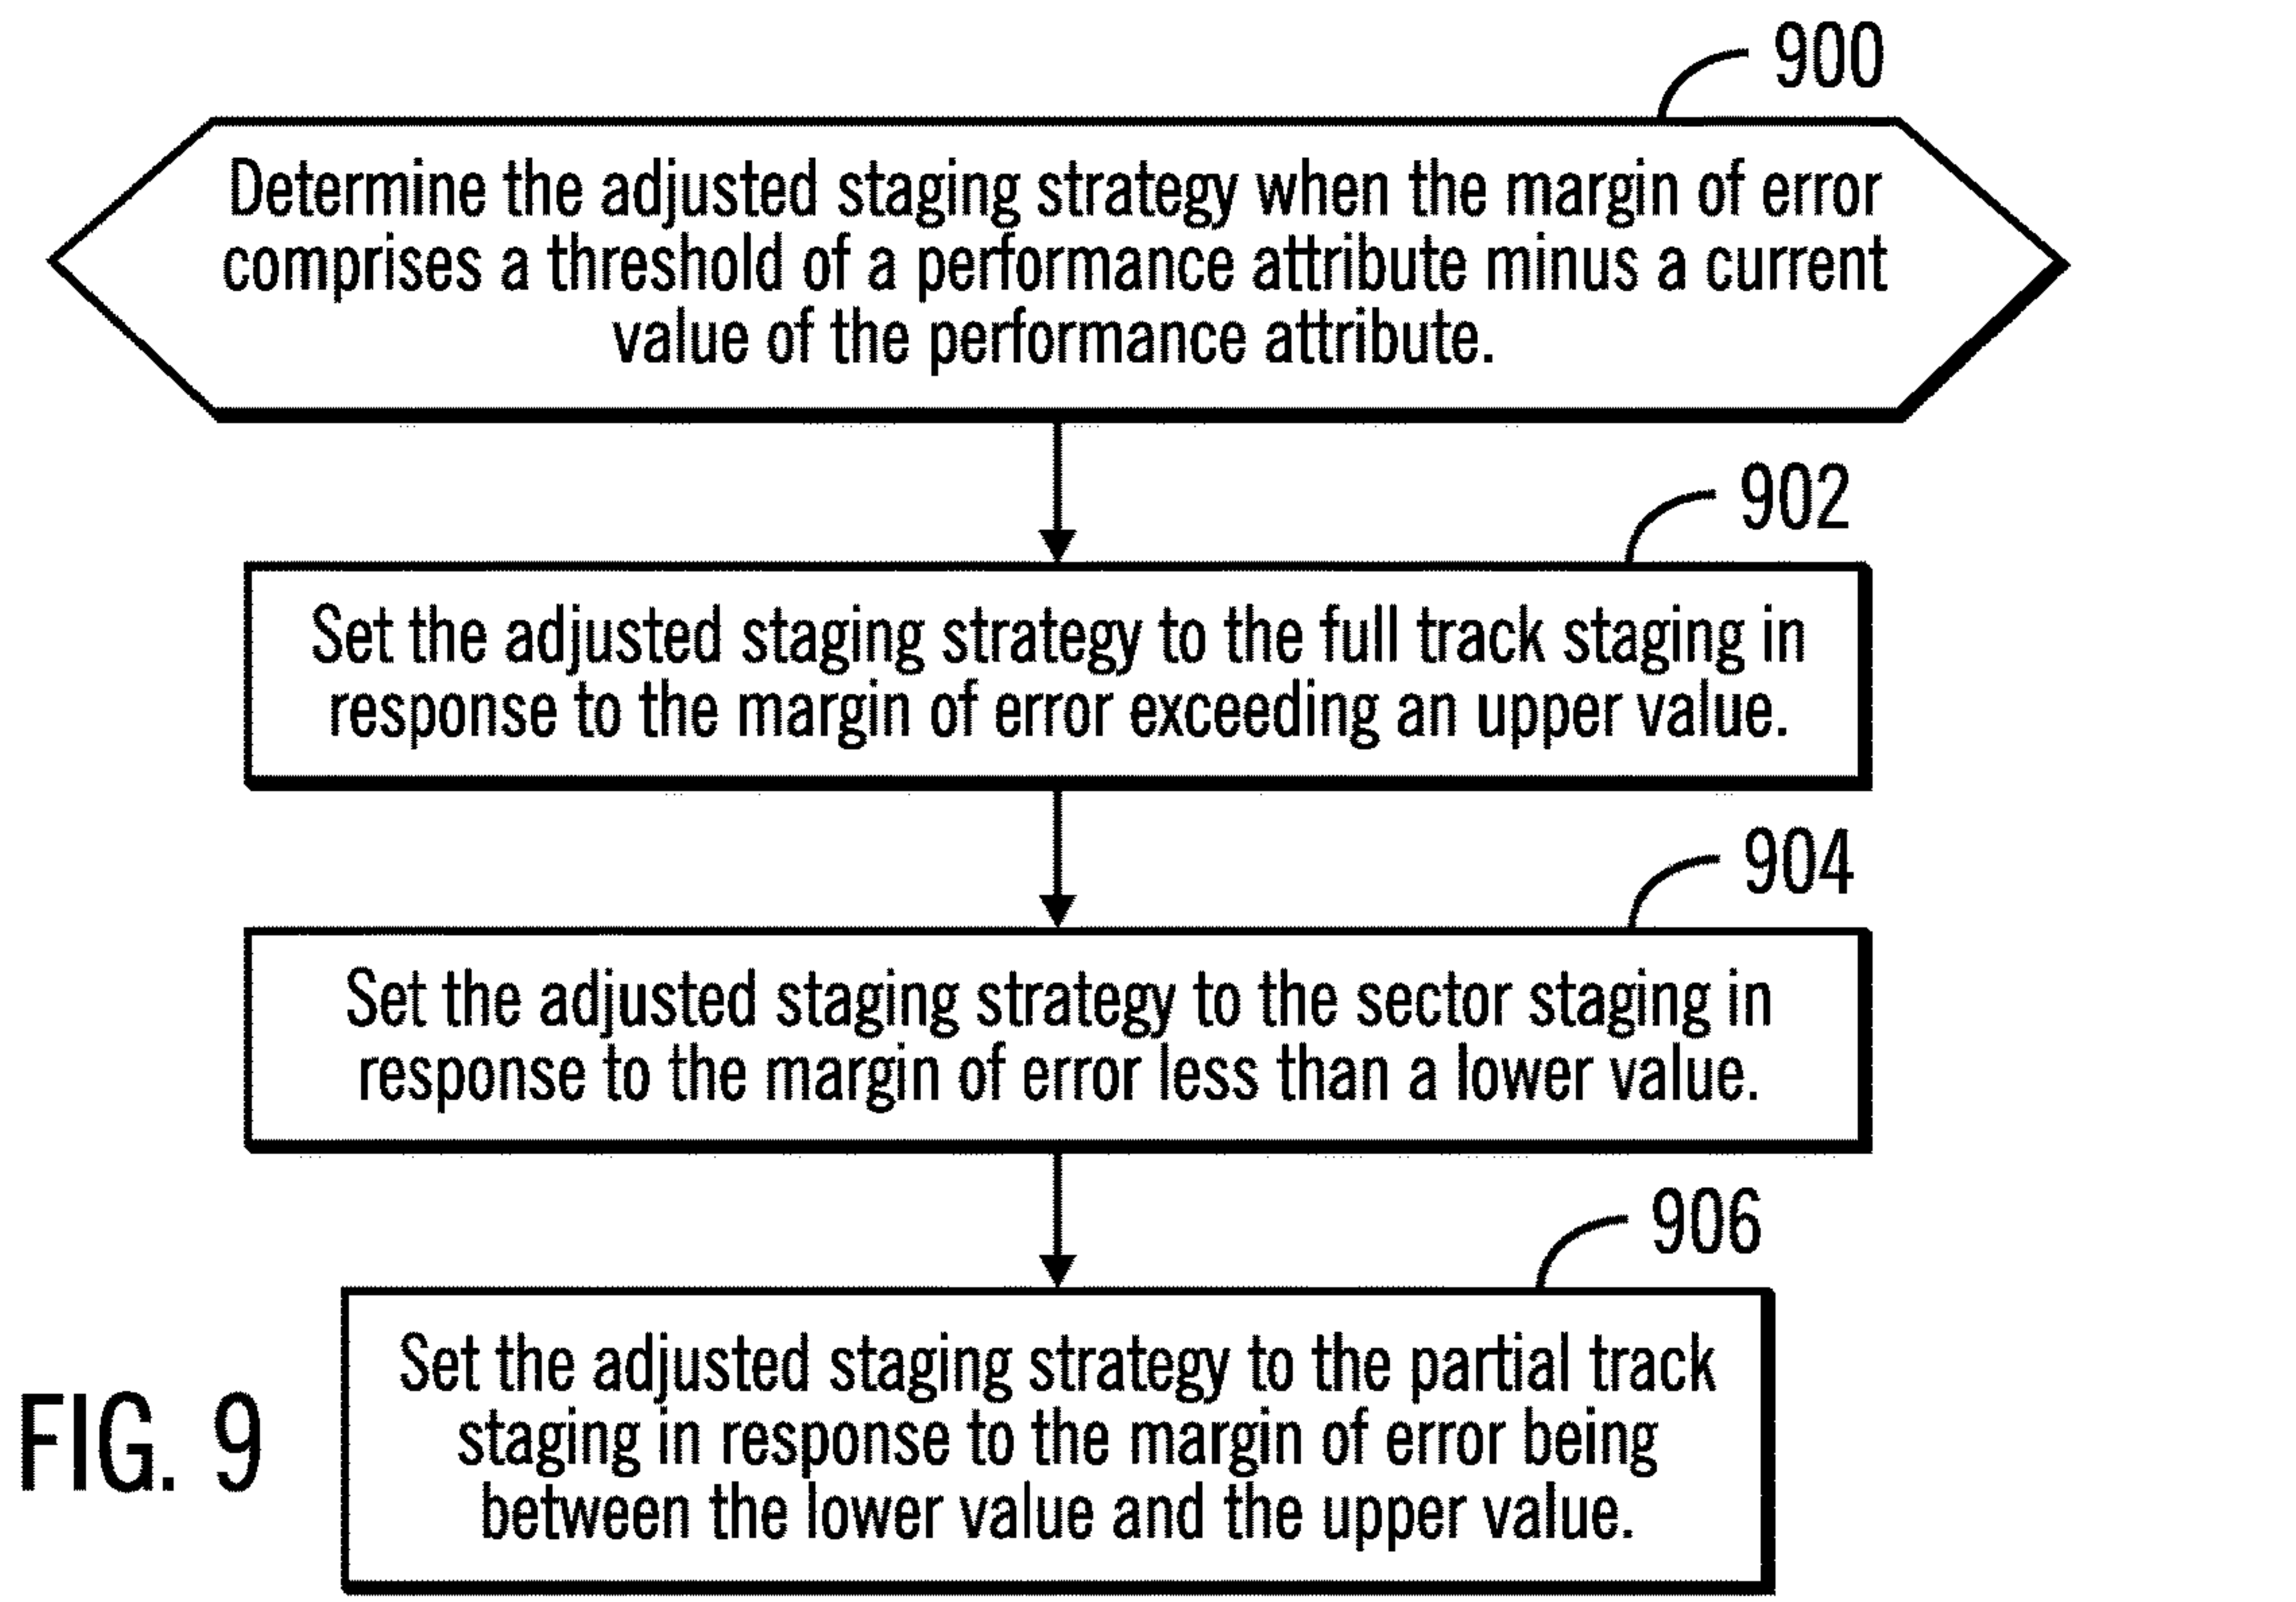 900
Determine the adjusted staging strategy when the margin of error
comprises a threshold of a performance attribute minus a current
value of the performance attribute.
902
Set the adjusted staging strategy to the full track staging in
response to the margin of error exceeding an upper value.
904
Set the adjusted staging strategy to the sector staging in
response to the margin of error less than a lower value.
906
Set the adjusted staging strategy to the partial track
staging in response to the margin of error being
between the lower value and the upper value.
FIG. 9